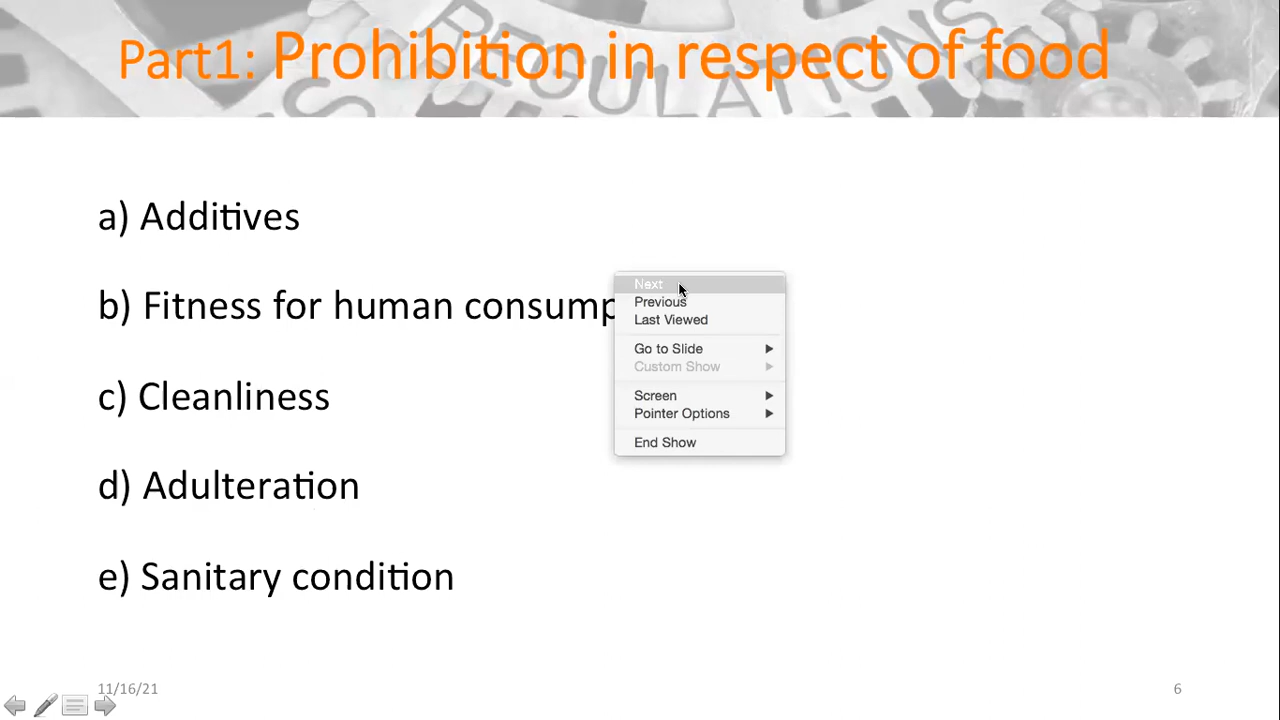 REGULATIONS
Part1: Prohibition in respect of food
a) Additives
b) Fitness for human consump
c) Cleanliness
d) Adulteration
e) Sanitary condition
Next
Previous
Last Viewed
Go to Slide
Custom Show
Screen
Pointer Options
End Show
11/16/21
6